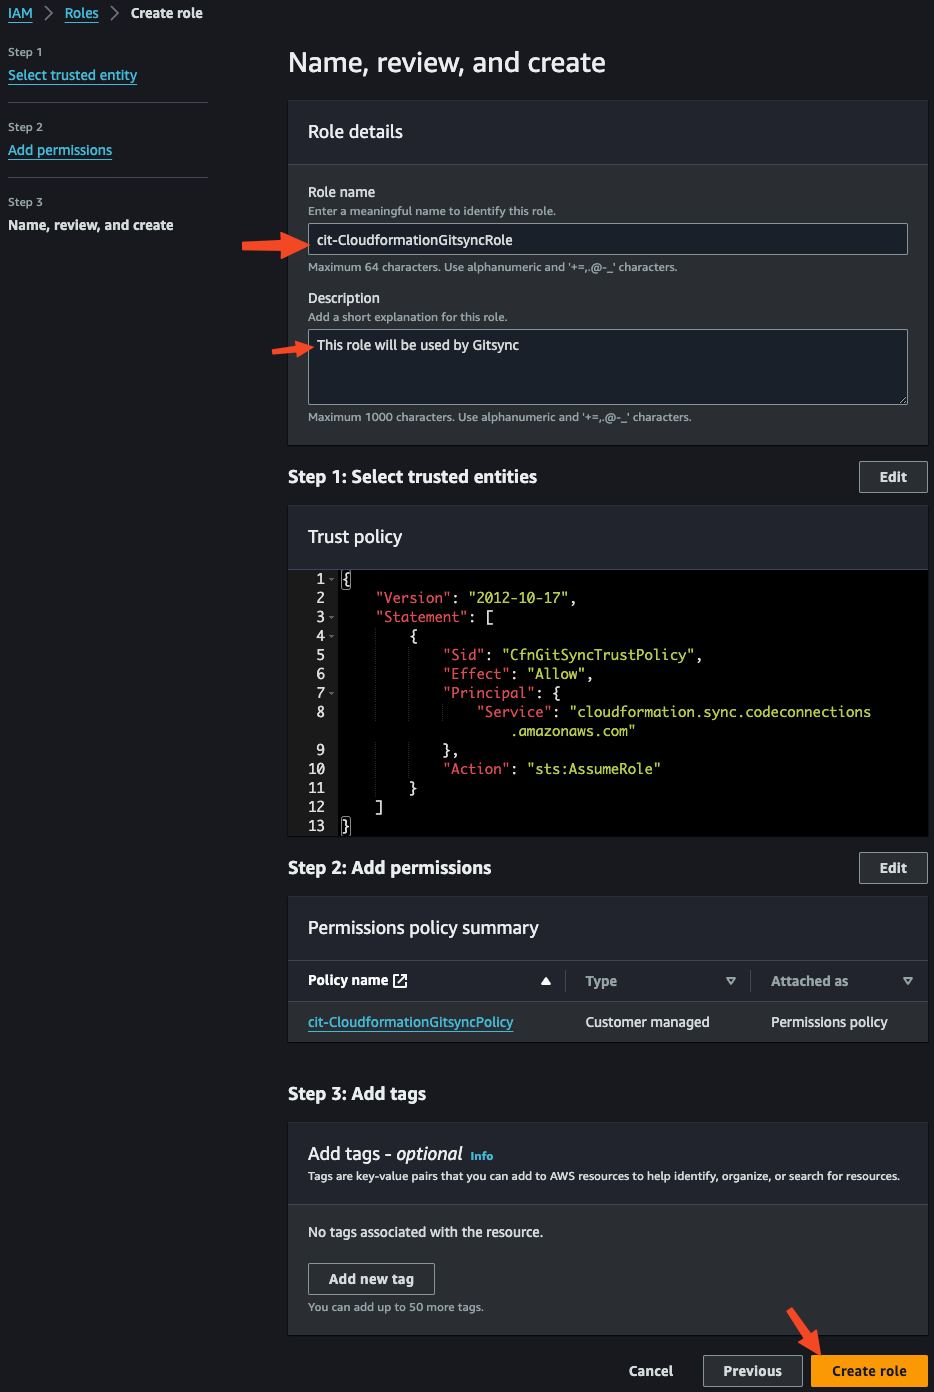 IAM > Roles > Create role
Step 1
Select trusted entity
Step 2
Add permissions
Step 3
Name, review, and create
Name, review, and create
Role details
Role name
Enter a meaningful name to identify this role.
cit-CloudformationGitsyncRole
Maximum 64 characters. Use alphanumeric and '+=,.@-_' characters.
Description
Add a short explanation for this role.
This role will be used by Gitsync
Maximum 1000 characters. Use alphanumeric and '+=,.@-_' characters.
Step 1: Select trusted entities
Edit
Trust policy
1 {
2 "Version": "2012-10-17",
3 "Statement": [
4 {
5 "Sid": "CfnGitSyncTrustPolicy",
6 "Effect": "Allow",
7 "Principal": {
8 "Service": "cloudformation.sync.codeconnections
.amazonaws.com"
9 },
10 "Action": "sts:AssumeRole"
11 }
12 ]
13 }
Step 2: Add permissions
Edit
Permissions policy summary
Policy name Type Attached as
cit-CloudformationGitsyncPolicy Customer managed Permissions policy
Step 3: Add tags
Add tags - optional Info
Tags are key-value pairs that you can add to AWS resources to help identify, organize, or search for resources.
No tags associated with the resource.
Add new tag
You can add up to 50 more tags.
Cancel Previous Create role